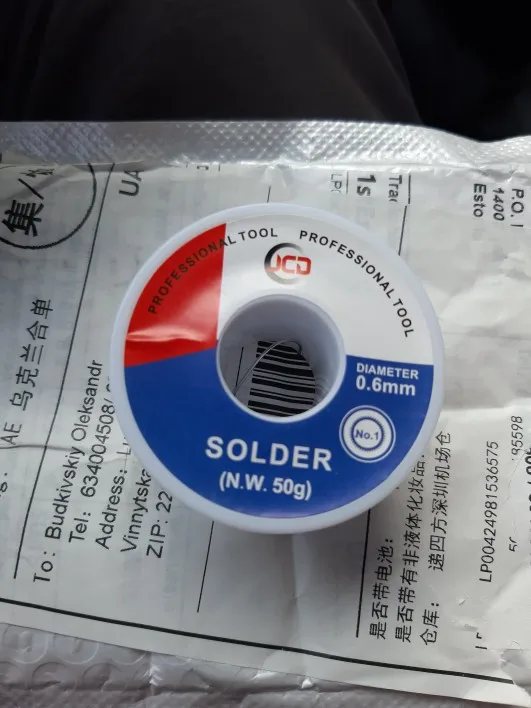 PROFESSIONAL TOOL PROFESSIONAL TOOL
JCD
DIAMETER
0.6mm
No.1
SOLDER
(N.W. 50g)
集/
UA
1s
P.O.
1400
Esto
AE 乌克兰合单
To: Budkivskiy Oleksandr
Tel: 634004508/
Address:
Vinnytska
ZIP: 22
是否带电池:
是否带有非液体化妆品:
仓库: 递四方深圳机场仓
LP00424981536575
95598